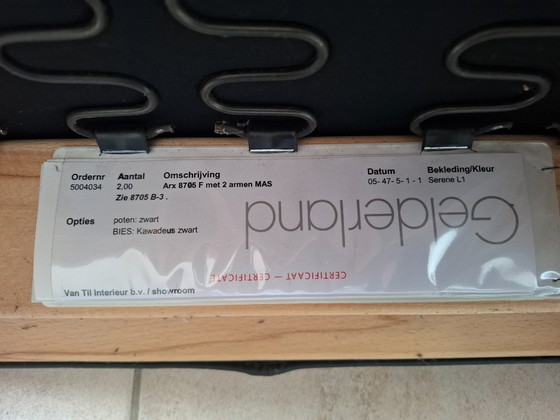 Ordernr Aantal Omschrijving Datum Bekleding/Kleur
5004034 2,00 Arx 8705 F met 2 armen MAS 05- 47- 5- 1 - 1 Serene L1
Zie 8705 B-3 .
Opties poten: zwart
BIES: Kawadeus zwart
Gelderland
CERTIFICAAT — CERTIFICATE
Van Til Interieur b.v. / showroom